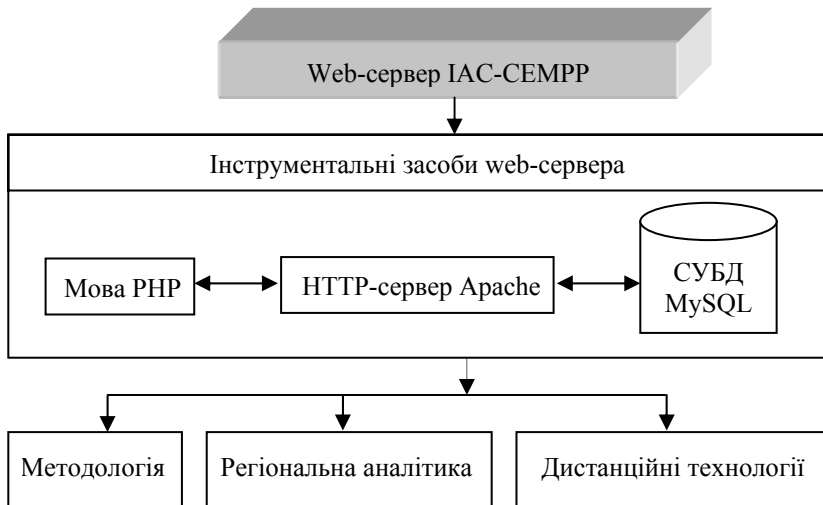 Web-сервер ІАС-СЕМРР
Інструментальні засоби web-сервера
Мова PHP
HTTP-сервер Apache
СУБД
MySQL
Методологія
Регіональна аналітика
Дистанційні технології